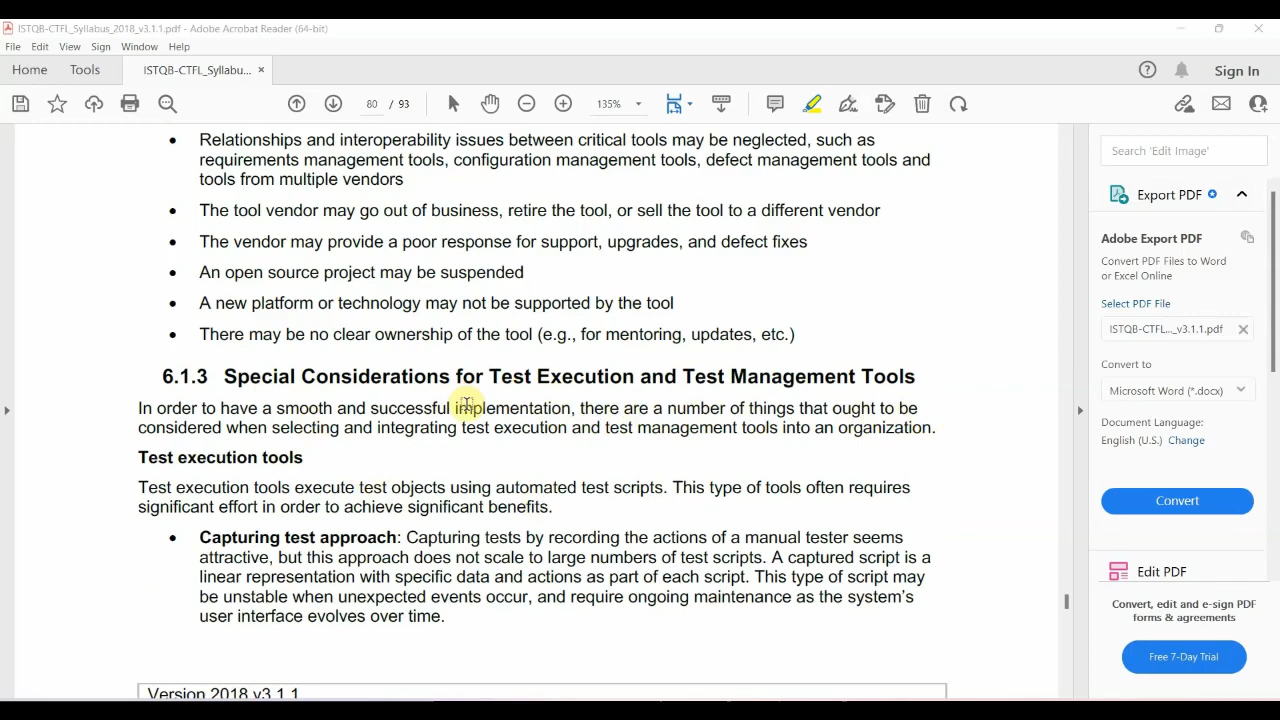 ISTQB-CTFL_Syllabus_2018_v3.1.1.pdf - Adobe Acrobat Reader (64-bit)
File Edit View Sign Window Help
Home Tools ISTQB-CTFL_Syllabu... × Sign In
80 / 93 135%
• Relationships and interoperability issues between critical tools may be neglected, such as
requirements management tools, configuration management tools, defect management tools and
tools from multiple vendors
• The tool vendor may go out of business, retire the tool, or sell the tool to a different vendor
• The vendor may provide a poor response for support, upgrades, and defect fixes
• An open source project may be suspended
• A new platform or technology may not be supported by the tool
• There may be no clear ownership of the tool (e.g., for mentoring, updates, etc.)
6.1.3 Special Considerations for Test Execution and Test Management Tools
In order to have a smooth and successful implementation, there are a number of things that ought to be
considered when selecting and integrating test execution and test management tools into an organization.
Test execution tools
Test execution tools execute test objects using automated test scripts. This type of tools often requires
significant effort in order to achieve significant benefits.
• Capturing test approach: Capturing tests by recording the actions of a manual tester seems
attractive, but this approach does not scale to large numbers of test scripts. A captured script is a
linear representation with specific data and actions as part of each script. This type of script may
be unstable when unexpected events occur, and require ongoing maintenance as the system's
user interface evolves over time.
Version 2018 v3.1.1
Search 'Edit Image'
Export PDF
Adobe Export PDF
Convert PDF Files to Word
or Excel Online
Select PDF File
ISTQB-CTFL..._v3.1.1.pdf
Convert to
Microsoft Word (*.docx)
Document Language:
English (U.S.) Change
Convert
Edit PDF
Convert, edit and e-sign PDF
forms & agreements
Free 7-Day Trial